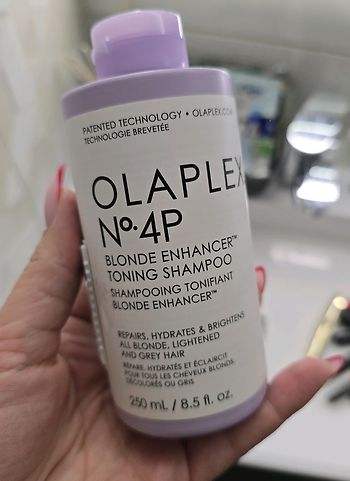 PATENTED TECHNOLOGY • OLAPLEX.COM
TECHNOLOGIE BREVETÉE
OLAPLEX
Nº.4P
BLONDE ENHANCER™
TONING SHAMPOO
SHAMPOOING TONIFIANT
BLONDE ENHANCER™
REPAIRS, HYDRATES & BRIGHTENS
ALL BLONDE, LIGHTENED
AND GREY HAIR
RÉPARE, HYDRATE ET ÉCLAIRCIT
POUR TOUS LES CHEVEUX BLONDS,
DÉCOLORÉS OU GRIS
250 mL / 8.5 fl. oz.